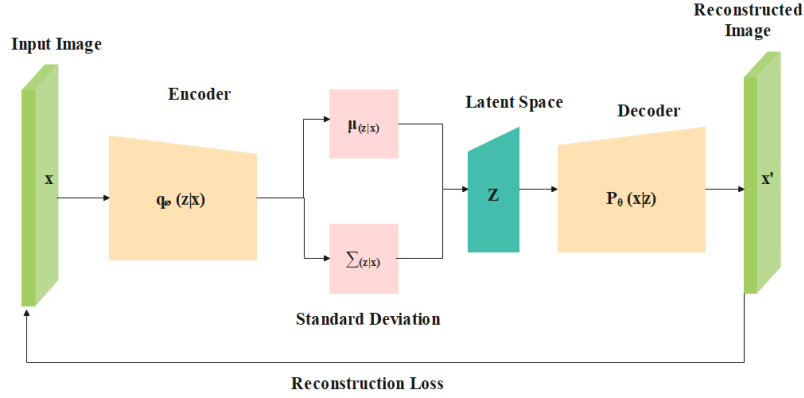 Reconstructed
Image
Input Image
Encoder
Latent Space
Decoder
μ(z|x)
x
qφ (z|x)
Z
Pθ (x|z)
x'
∑(z|x)
Standard Deviation
Reconstruction Loss